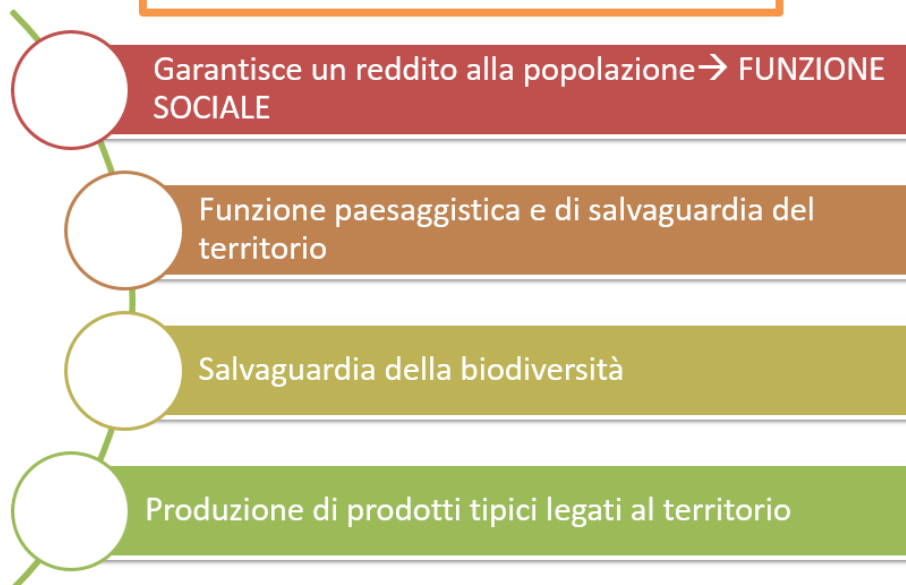 Garantisce un reddito alla popolazione→ FUNZIONE
SOCIALE
Funzione paesaggistica e di salvaguardia del
territorio
Salvaguardia della biodiversità
Produzione di prodotti tipici legati al territorio